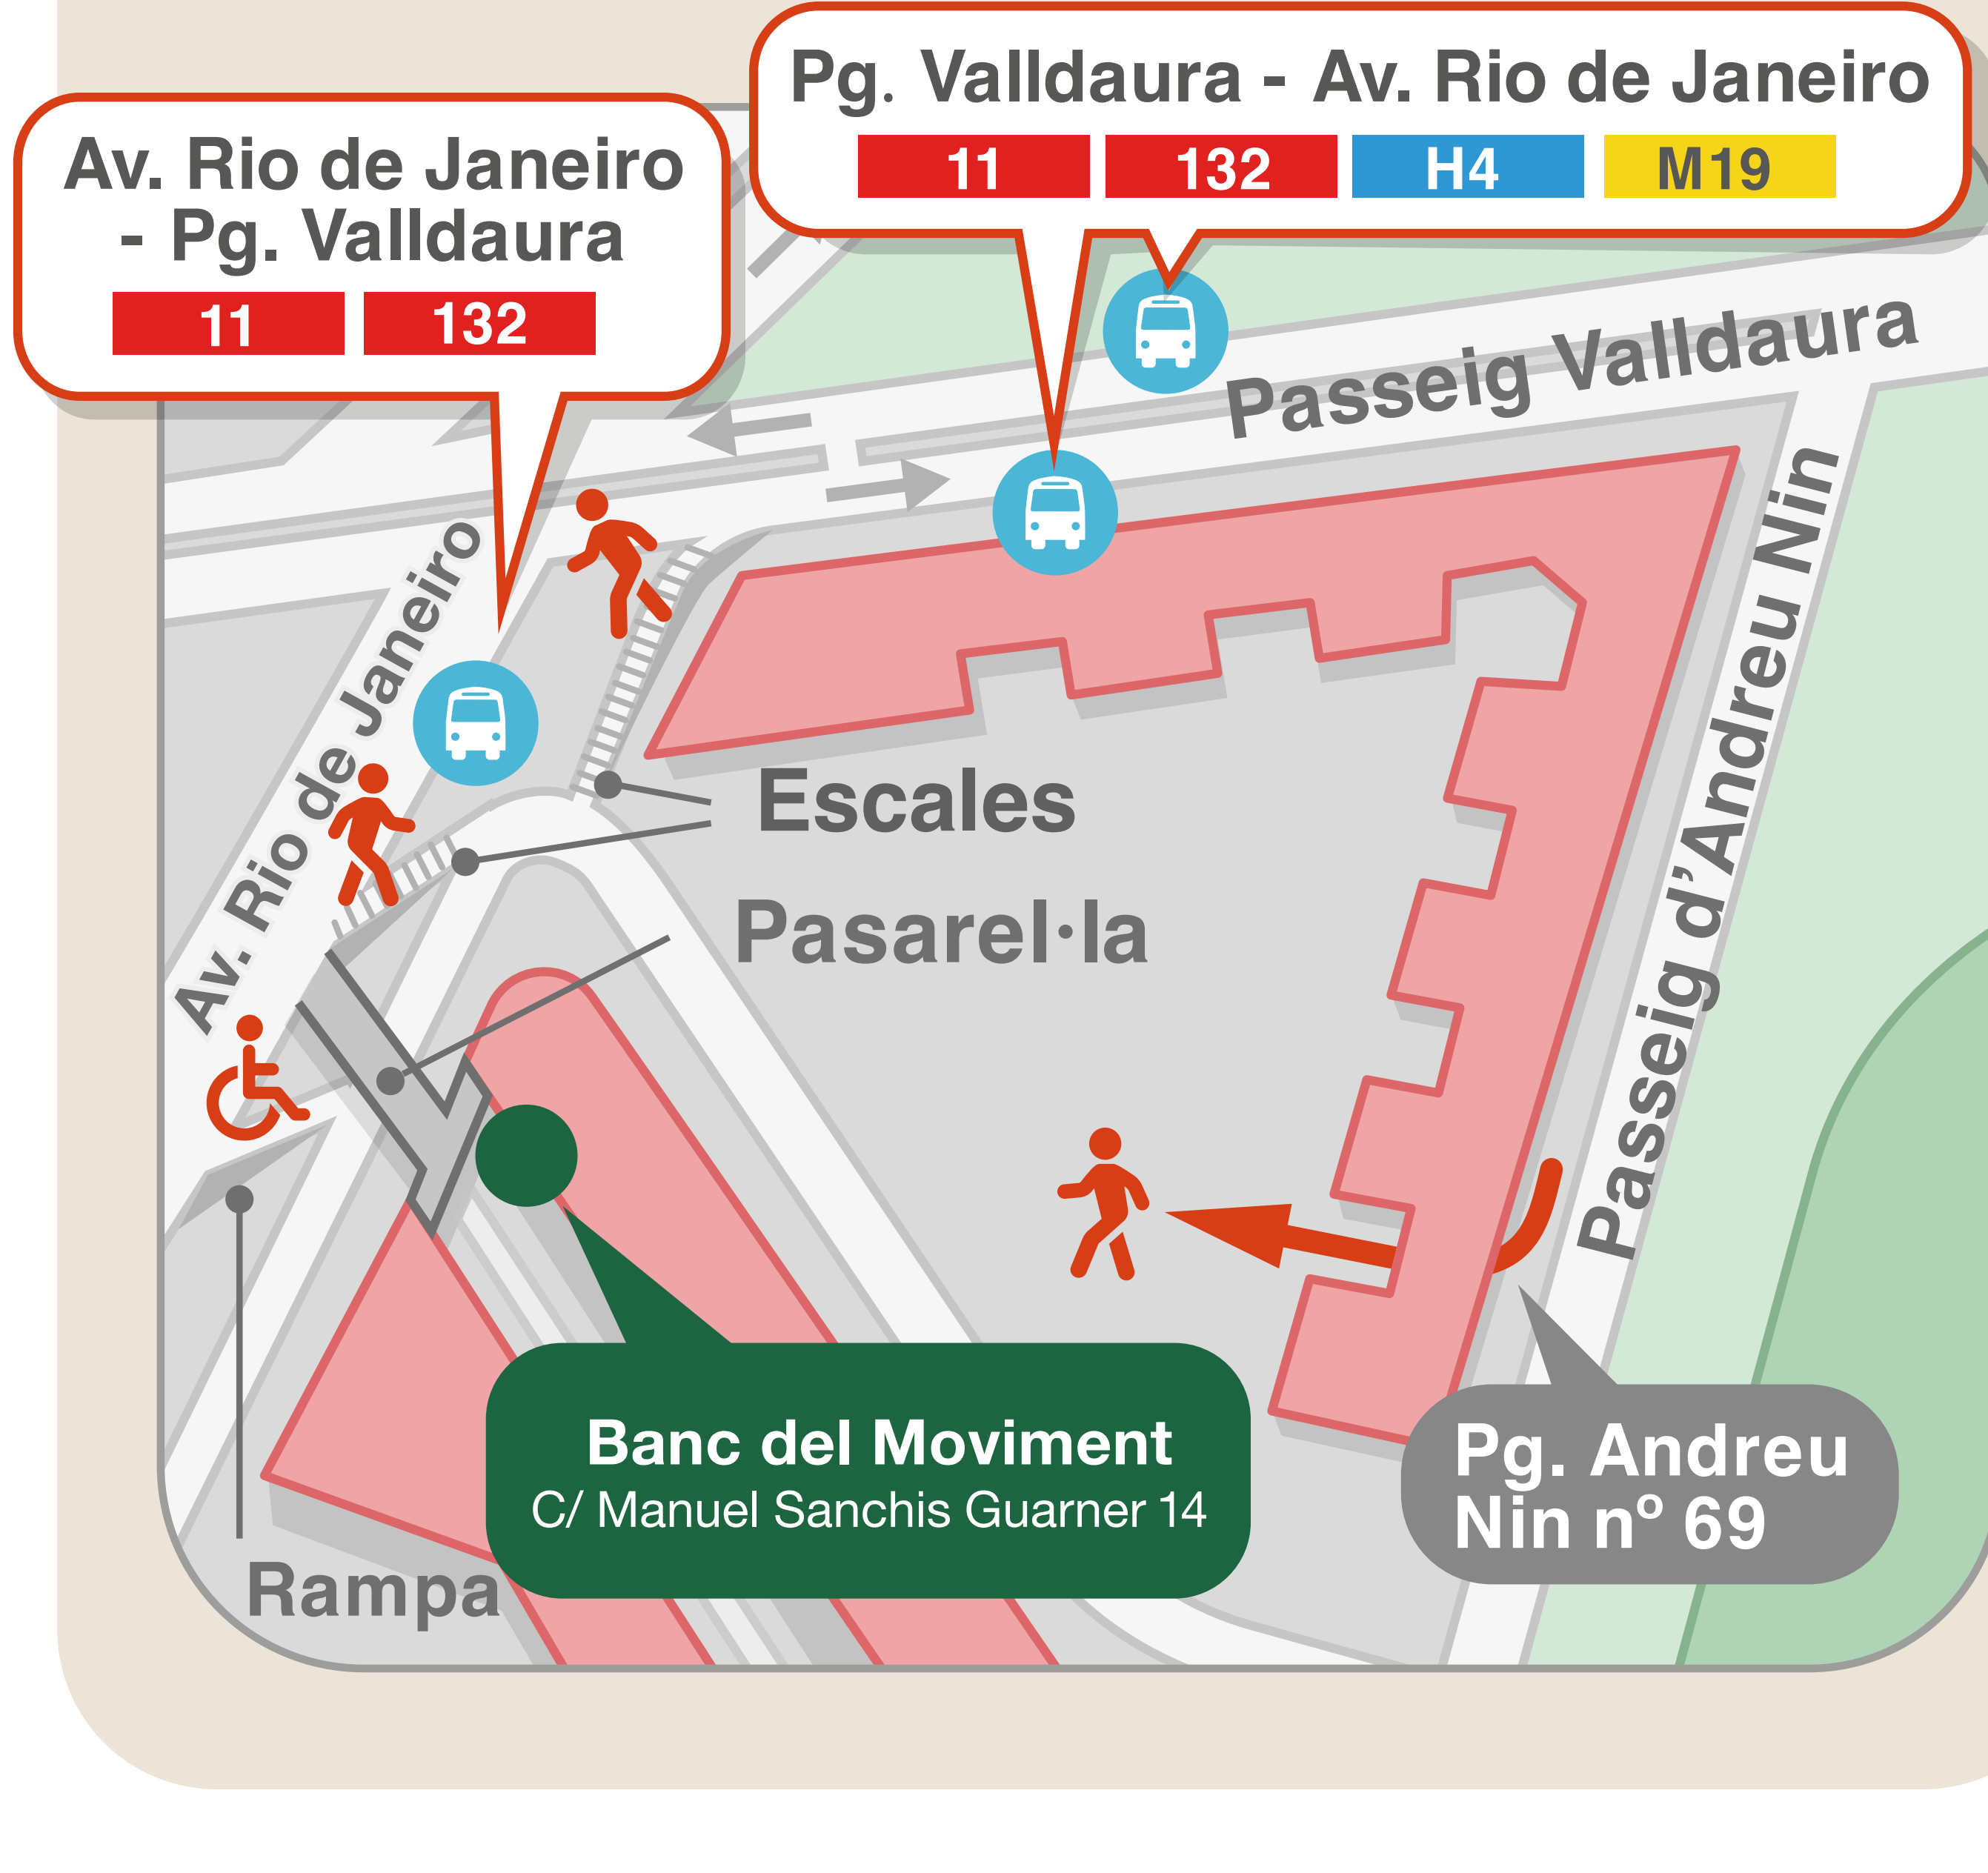 Pg. Valldaura - Av. Rio de Janeiro
11 132 H4 M19
Av. Rio de Janeiro
- Pg. Valldaura
11 132
Passeig Valldaura
Av. Rio de Janeiro
Passeig d’Andreu Nin
Escales
Pasarel·la
Banc del Moviment
C/ Manuel Sanchis Guarner 14
Pg. Andreu
Nin nº 69
Rampa